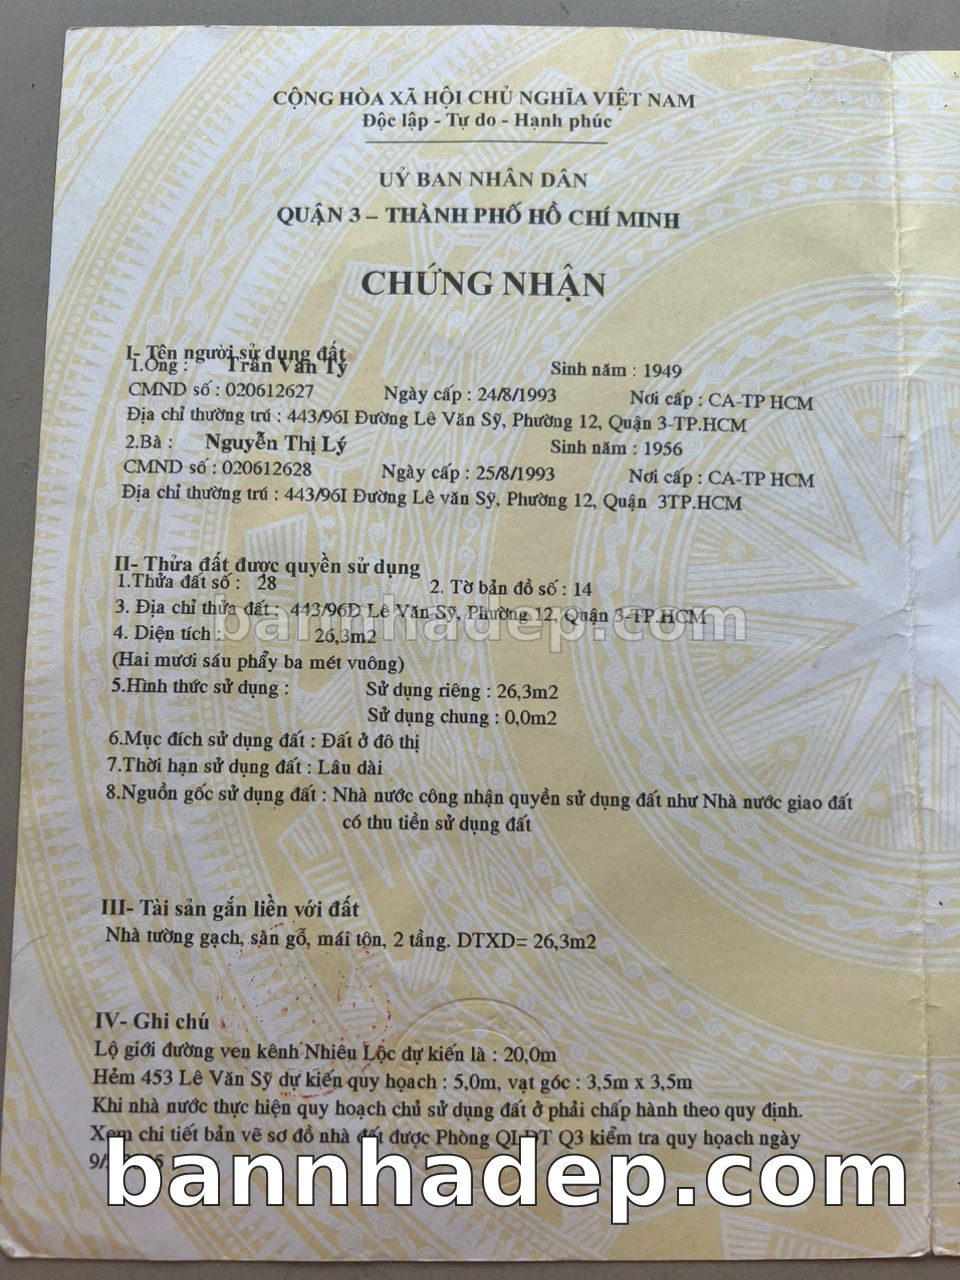 CỘNG HÒA XÃ HỘI CHỦ NGHĨA VIỆT NAM
Độc lập - Tự do - Hạnh phúc
UỶ BAN NHÂN DÂN
QUẬN 3 – THÀNH PHỐ HỒ CHÍ MINH
CHỨNG NHẬN
I- Tên người sử dụng đất
1.Ông : Trần Văn Tý Sinh năm : 1949
CMND số : 020612627 Ngày cấp : 24/8/1993 Nơi cấp : CA-TP HCM
Địa chỉ thường trú : 443/96I Đường Lê Văn Sỹ, Phường 12, Quận 3-TP.HCM
2.Bà : Nguyễn Thị Lý Sinh năm : 1956
CMND số : 020612628 Ngày cấp : 25/8/1993 Nơi cấp : CA-TP HCM
Địa chỉ thường trú : 443/96I Đường Lê văn Sỹ, Phường 12, Quận 3TP.HCM
II- Thửa đất được quyền sử dụng
1.Thửa đất số : 28 2. Tờ bản đồ số : 14
3. Địa chỉ thửa đất : 443/96D Lê Văn Sỹ, Phường 12, Quận 3-TP.HCM
bannhadep.com
4. Diện tích : 26,3m2
(Hai mươi sáu phẩy ba mét vuông)
5.Hình thức sử dụng : Sử dụng riêng : 26,3m2
Sử dụng chung : 0,0m2
6.Mục đích sử dụng đất : Đất ở đô thị
7.Thời hạn sử dụng đất : Lâu dài
8.Nguồn gốc sử dụng đất : Nhà nước công nhận quyền sử dụng đất như Nhà nước giao đất
có thu tiền sử dụng đất
III- Tài sản gắn liền với đất
Nhà tường gạch, sàn gỗ, mái tôn, 2 tầng. DTXD= 26,3m2
IV- Ghi chú
Lộ giới đường ven kênh Nhiêu Lộc dự kiến là : 20,0m
Hẻm 453 Lê Văn Sỹ dự kiến quy hoạch : 5,0m, vạt góc : 3,5m x 3,5m
Khi nhà nước thực hiện quy hoạch chủ sử dụng đất ở phải chấp hành theo quy định.
Xem chi tiết bản vẽ sơ đồ nhà đất được Phòng QLĐT Q3 kiểm tra quy hoạch ngày
bannhadep.com